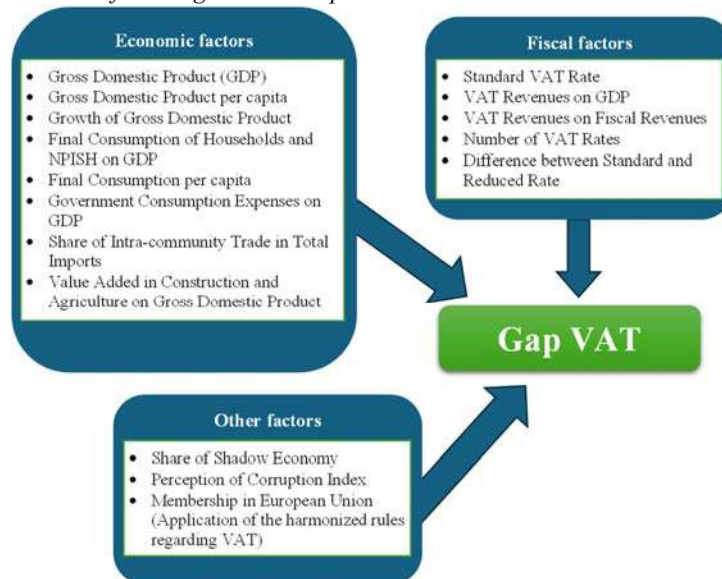 Economic factors
• Gross Domestic Product (GDP)
• Gross Domestic Product per capita
• Growth of Gross Domestic Product
• Final Consumption of Households and
NPISH on GDP
• Final Consumption per capita
• Government Consumption Expenses on
GDP
• Share of Intra-community Trade in Total
Imports
• Value Added in Construction and
Agriculture on Gross Domestic Product
Fiscal factors
• Standard VAT Rate
• VAT Revenues on GDP
• VAT Revenues on Fiscal Revenues
• Number of VAT Rates
• Difference between Standard and
Reduced Rate
Gap VAT
Other factors
• Share of Shadow Economy
• Perception of Corruption Index
• Membership in European Union
(Application of the harmonized rules
regarding VAT)